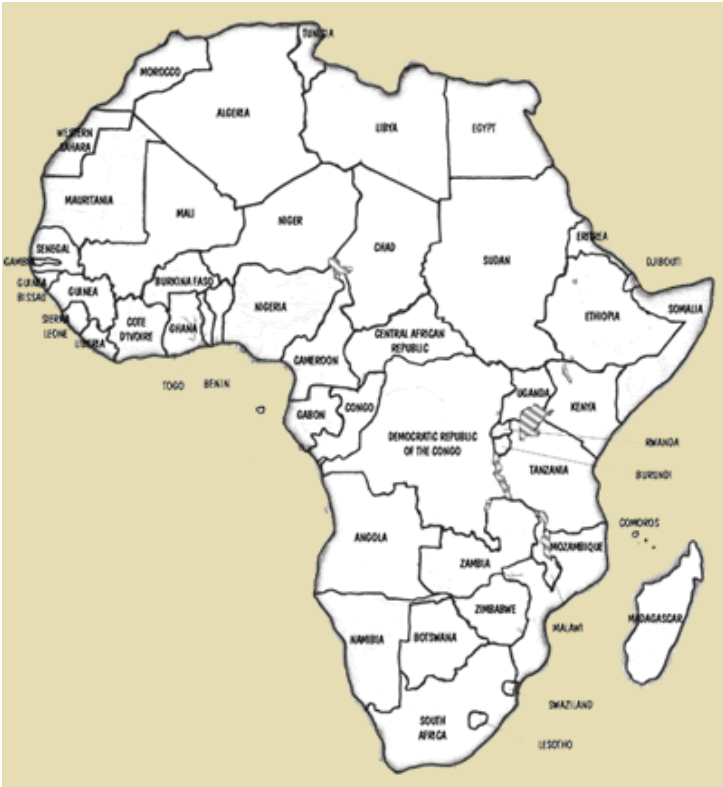 TUNISIA
MOROCCO
ALGERIA
LIBYA
EGYPT
WESTERN
SAHARA
MAURITANIA
MALI
NIGER
CHAD
SUDAN
ERITREA
DJIBOUTI
SENEGAL
GAMBIA
GUINEA
BISSAU
GUINEA
BURKINA FASO
NIGERIA
ETHIOPIA
SOMALIA
SIERRA
LEONE
LIBERIA
COTE
D'VOIRE
GHANA
TOGO
BENIN
CAMEROON
CENTRAL AFRICAN
REPUBLIC
UGANDA
KENYA
GABON
CONGO
DEMOCRATIC REPUBLIC
OF THE CONGO
RWANDA
BURUNDI
TANZANIA
COMOROS
ANGOLA
ZAMBIA
MOZAMBIQUE
MALAWI
MADAGASCAR
ZIMBABWE
NAMIBIA
BOTSWANA
SWAZILAND
SOUTH
AFRICA
LESOTHO